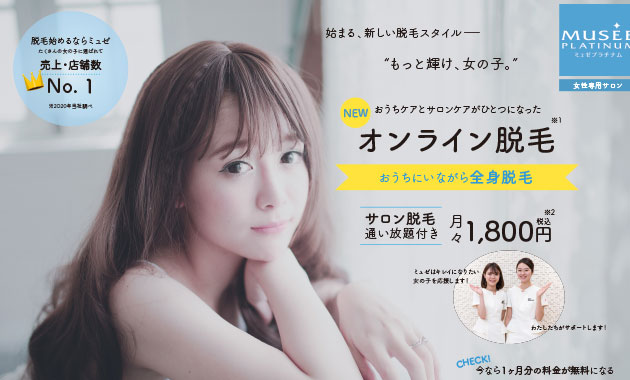 脱毛始めるならミュゼ
たくさんの女の子に選ばれて
売上・店舗数
No. 1
※2020年当社調べ
始まる、新しい脱毛スタイル──
“もっと輝け、女の子。”
MUSÉE
PLATINUM
ミュゼプラチナム
女性専用サロン
NEW
おうちケアとサロンケアがひとつになった
オンライン脱毛※1
おうちにいながら全身脱毛
サロン脱毛
通い放題付き
月々1,800円※2
税込
ミュゼはキレイになりたい
女の子を応援します!
わたしたちがサポートします!
CHECK!
今なら1ヶ月分の料金が無料になる